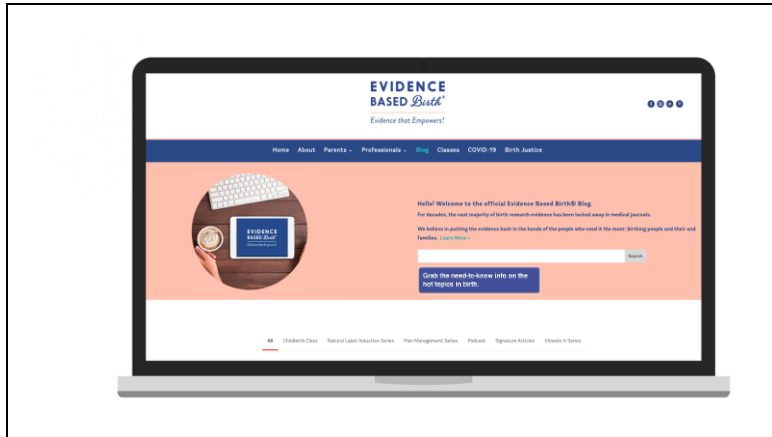 EVIDENCE
BASED Birth®
Evidence that Empowers!
Home About Parents Professionals Blog Classes COVID-19 Birth Justice
EVIDENCE
BASED Birth
Hello! Welcome to the official Evidence Based Birth® Blog.
For decades, the vast majority of birth research evidence has been locked away in medical journals.
We believe in putting the evidence back in the hands of the people who need it the most: birthing people and their and
families. Learn More »
Search
Grab the need-to-know info on the
hot topics in birth.
All Childbirth Class Natural Labor Induction Series Pain Management Series Podcast Signature Articles Vitamin K Series